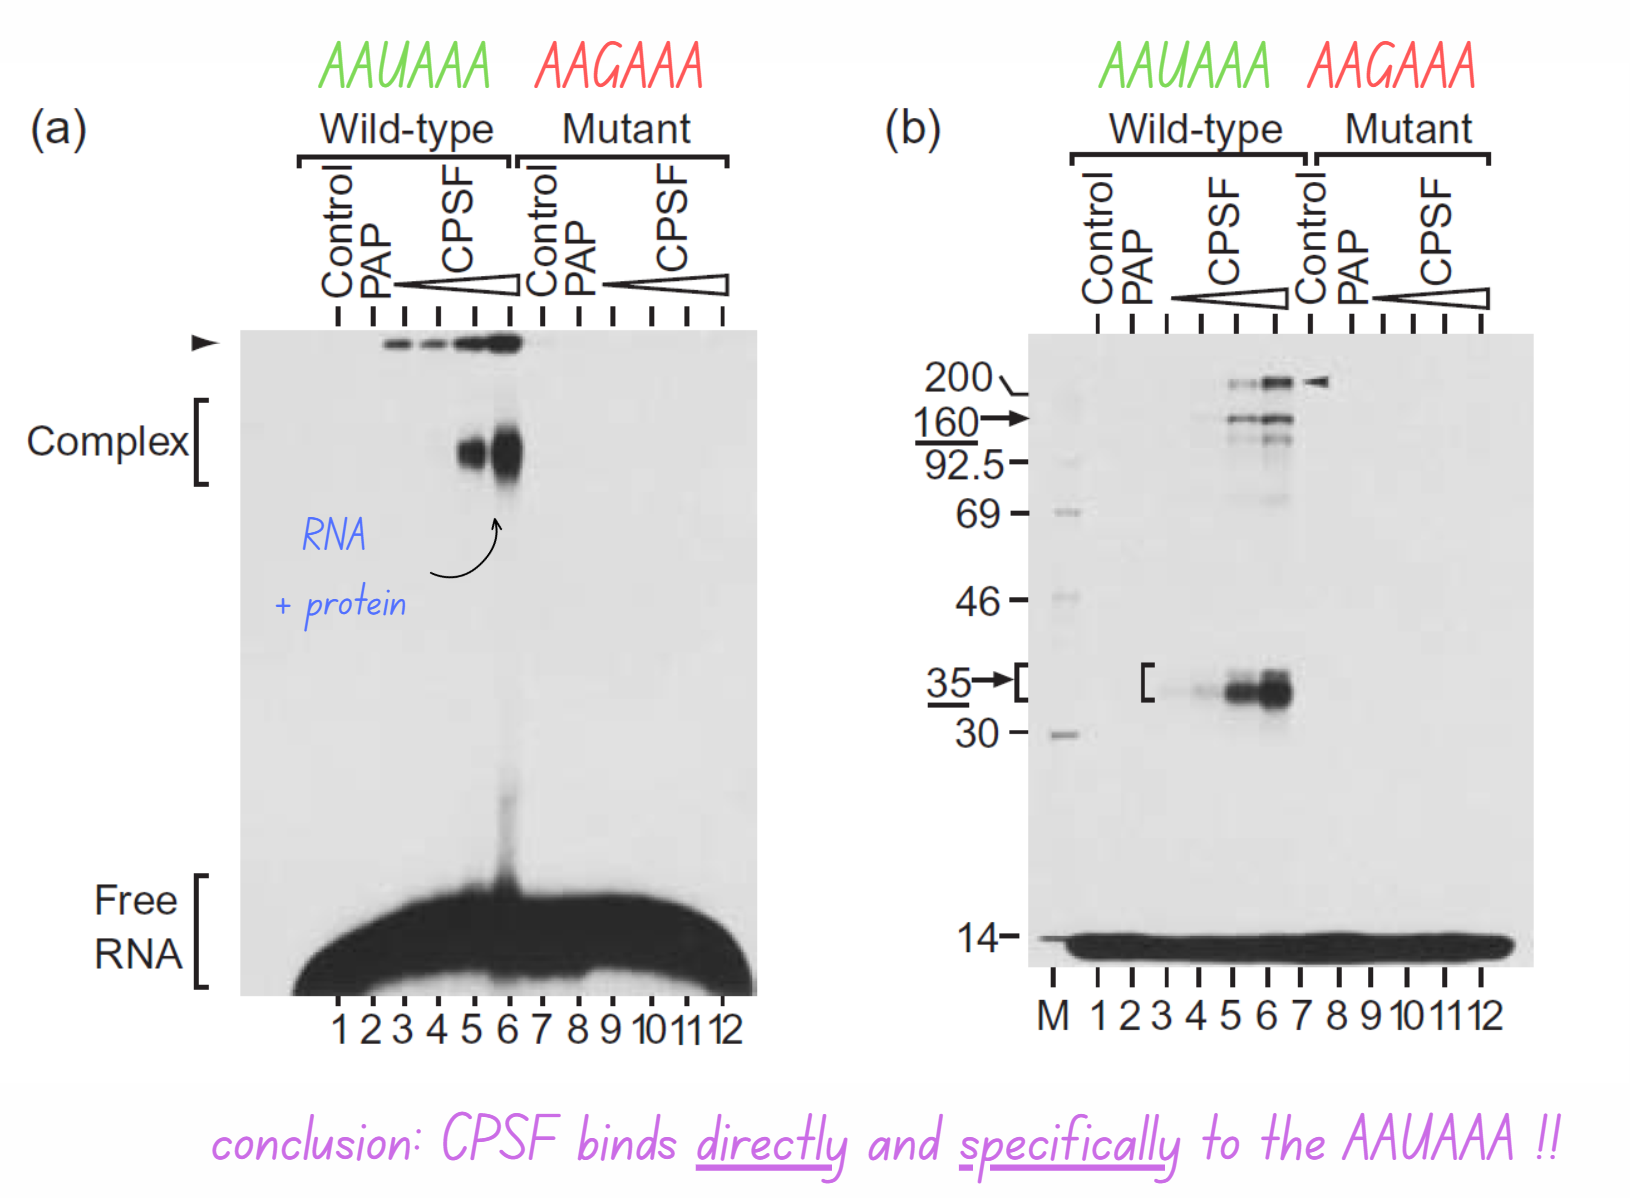 AAUAAA AAGAAA
(a) Wild-type Mutant
Control PAP CPSF Control PAP CPSF
Complex
RNA
+ protein
Free
RNA
1 2 3 4 5 6 7 8 9 10 11 12
AAUAAA AAGAAA
(b) Wild-type Mutant
Control PAP CPSF Control PAP CPSF
200
160
92.5
69
46
35
30
14
M 1 2 3 4 5 6 7 8 9 10 11 12
conclusion: CPSF binds directly and specifically to the AAUAAA !!